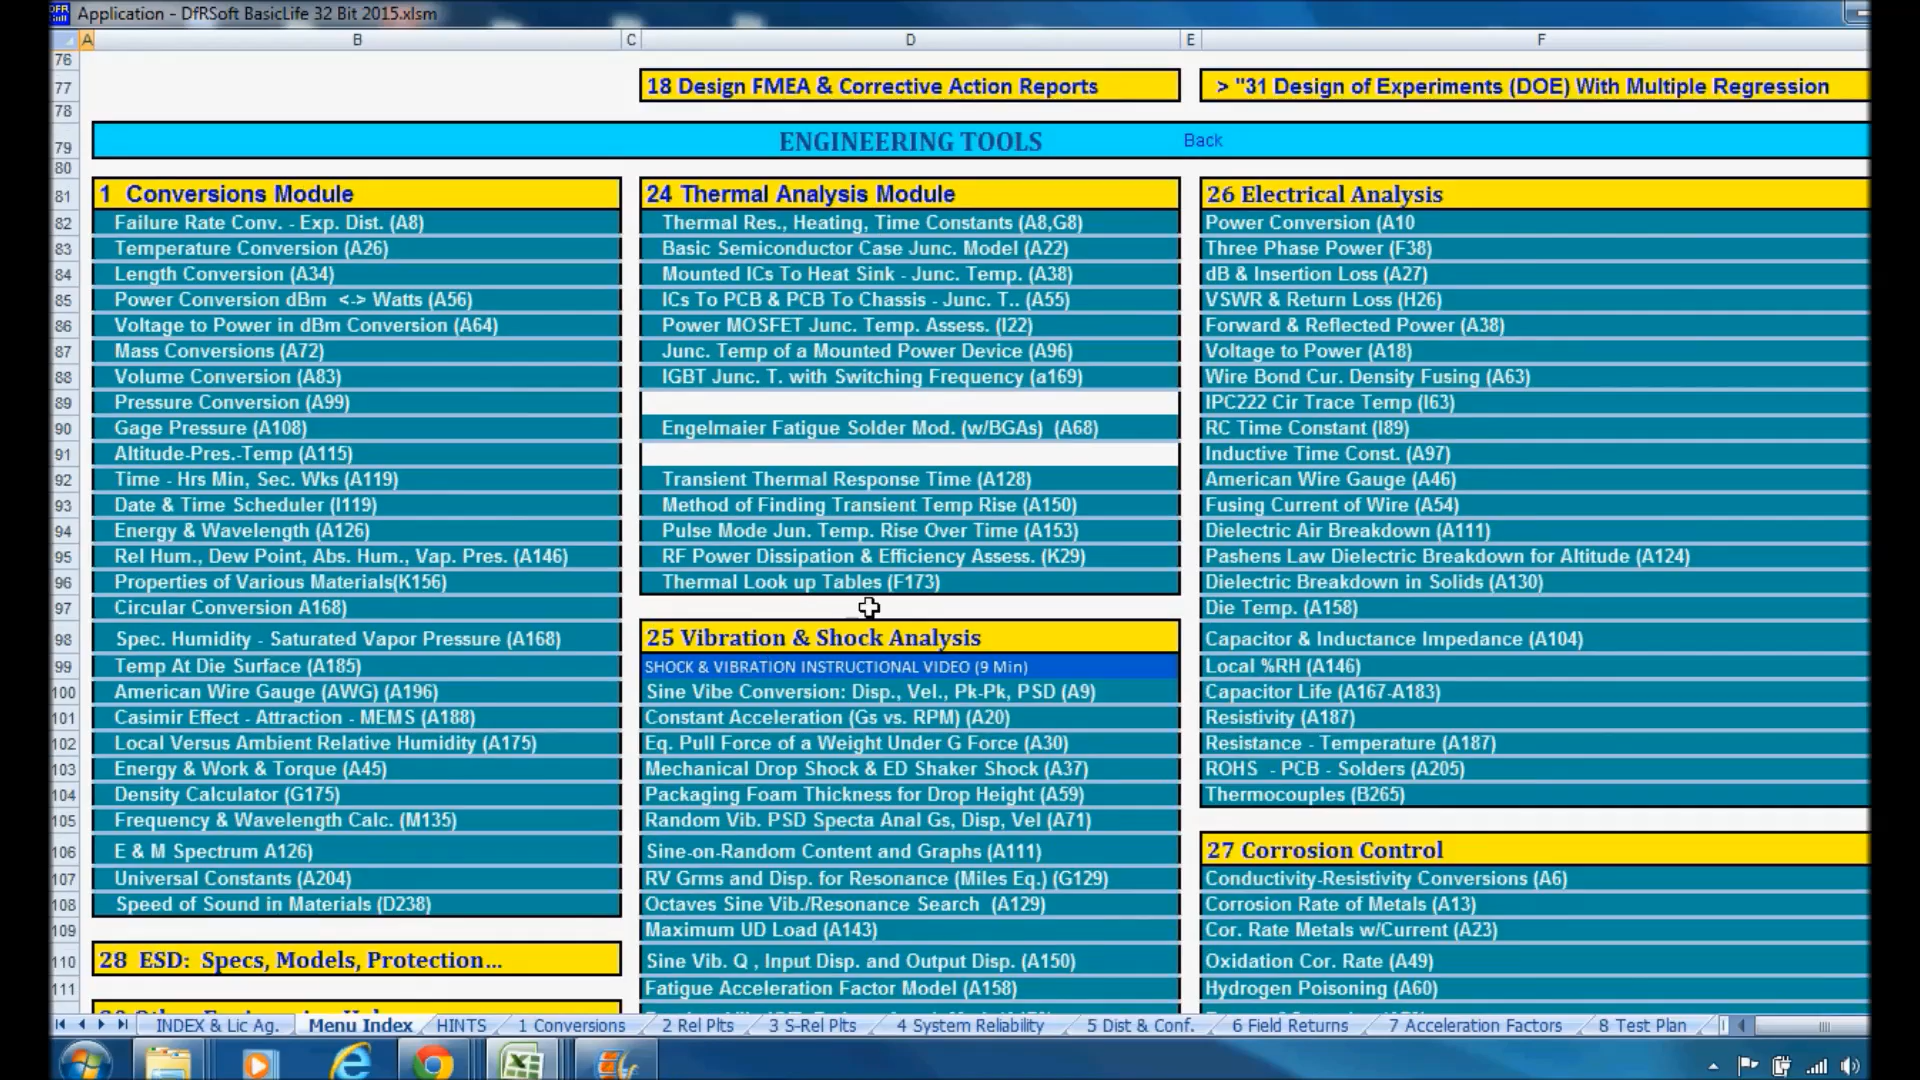 Application - DfRSoft BasicLife 32 Bit 2015.xlsm
A B C D E F
76
77 18 Design FMEA & Corrective Action Reports > "31 Design of Experiments (DOE) With Multiple Regression
78
79 ENGINEERING TOOLS Back
80
81 1 Conversions Module 24 Thermal Analysis Module 26 Electrical Analysis
82 Failure Rate Conv. - Exp. Dist. (A8) Thermal Res., Heating, Time Constants (A8,G8) Power Conversion (A10
83 Temperature Conversion (A26) Basic Semiconductor Case Junc. Model (A22) Three Phase Power (F38)
84 Length Conversion (A34) Mounted ICs To Heat Sink - Junc. Temp. (A38) dB & Insertion Loss (A27)
85 Power Conversion dBm <-> Watts (A56) ICs To PCB & PCB To Chassis - Junc. T.. (A55) VSWR & Return Loss (H26)
86 Voltage to Power in dBm Conversion (A64) Power MOSFET Junc. Temp. Assess. (I22) Forward & Reflected Power (A38)
87 Mass Conversions (A72) Junc. Temp of a Mounted Power Device (A96) Voltage to Power (A18)
88 Volume Conversion (A83) IGBT Junc. T. with Switching Frequency (a169) Wire Bond Cur. Density Fusing (A63)
89 Pressure Conversion (A99) IPC222 Cir Trace Temp (I63)
90 Gage Pressure (A108) Engelmaier Fatigue Solder Mod. (w/BGAs) (A68) RC Time Constant (I89)
91 Altitude-Pres.-Temp (A115) Inductive Time Const. (A97)
92 Time - Hrs Min, Sec. Wks (A119) Transient Thermal Response Time (A128) American Wire Gauge (A46)
93 Date & Time Scheduler (I119) Method of Finding Transient Temp Rise (A150) Fusing Current of Wire (A54)
94 Energy & Wavelength (A126) Pulse Mode Jun. Temp. Rise Over Time (A153) Dielectric Air Breakdown (A111)
95 Rel Hum., Dew Point, Abs. Hum., Vap. Pres. (A146) RF Power Dissipation & Efficiency Assess. (K29) Pashens Law Dielectric Breakdown for Altitude (A124)
96 Properties of Various Materials(K156) Thermal Look up Tables (F173) Dielectric Breakdown in Solids (A130)
97 Circular Conversion A168) Die Temp. (A158)
98 Spec. Humidity - Saturated Vapor Pressure (A168) 25 Vibration & Shock Analysis Capacitor & Inductance Impedance (A104)
99 Temp At Die Surface (A185) SHOCK & VIBRATION INSTRUCTIONAL VIDEO (9 Min) Local %RH (A146)
100 American Wire Gauge (AWG) (A196) Sine Vibe Conversion: Disp., Vel., Pk-Pk, PSD (A9) Capacitor Life (A167-A183)
101 Casimir Effect - Attraction - MEMS (A188) Constant Acceleration (Gs vs. RPM) (A20) Resistivity (A187)
102 Local Versus Ambient Relative Humidity (A175) Eq. Pull Force of a Weight Under G Force (A30) Resistance - Temperature (A187)
103 Energy & Work & Torque (A45) Mechanical Drop Shock & ED Shaker Shock (A37) ROHS - PCB - Solders (A205)
104 Density Calculator (G175) Packaging Foam Thickness for Drop Height (A59) Thermocouples (B265)
105 Frequency & Wavelength Calc. (M135) Random Vib. PSD Specta Anal Gs, Disp, Vel (A71)
106 E & M Spectrum A126) Sine-on-Random Content and Graphs (A111) 27 Corrosion Control
107 Universal Constants (A204) RV Grms and Disp. for Resonance (Miles Eq.) (G129) Conductivity-Resistivity Conversions (A6)
108 Speed of Sound in Materials (D238) Octaves Sine Vib./Resonance Search (A129) Corrosion Rate of Metals (A13)
109 Maximum UD Load (A143) Cor. Rate Metals w/Current (A23)
110 28 ESD: Specs, Models, Protection... Sine Vib. Q , Input Disp. and Output Disp. (A150) Oxidation Cor. Rate (A49)
111 Fatigue Acceleration Factor Model (A158) Hydrogen Poisoning (A60)
INDEX & Lic Ag. Menu Index HINTS 1 Conversions 2 Rel Plts 3 S-Rel Plts 4 System Reliability 5 Dist & Conf. 6 Field Returns 7 Acceleration Factors 8 Test Plan